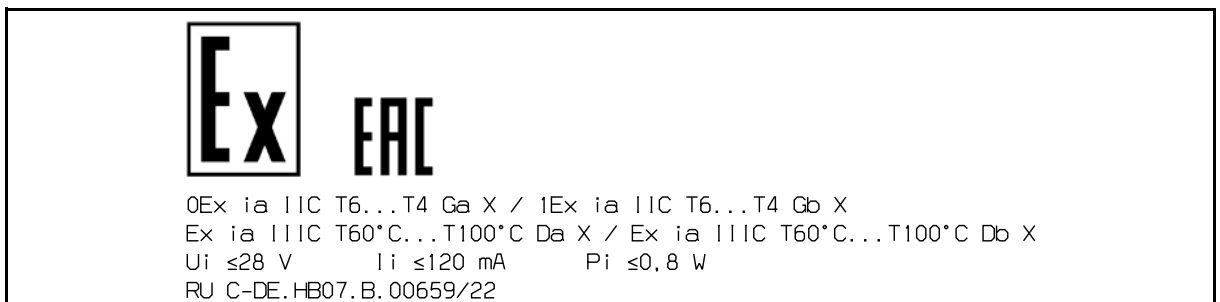 Ex EAC
0Ex ia IIC T6...T4 Ga X / 1Ex ia IIC T6...T4 Gb X
Ex ia IIIC T60°C...T100°C Da X / Ex ia IIIC T60°C...T100°C Db X
Ui ≤28 V Ii ≤120 mA Pi ≤0,8 W
RU C-DE.HB07.B.00659/22